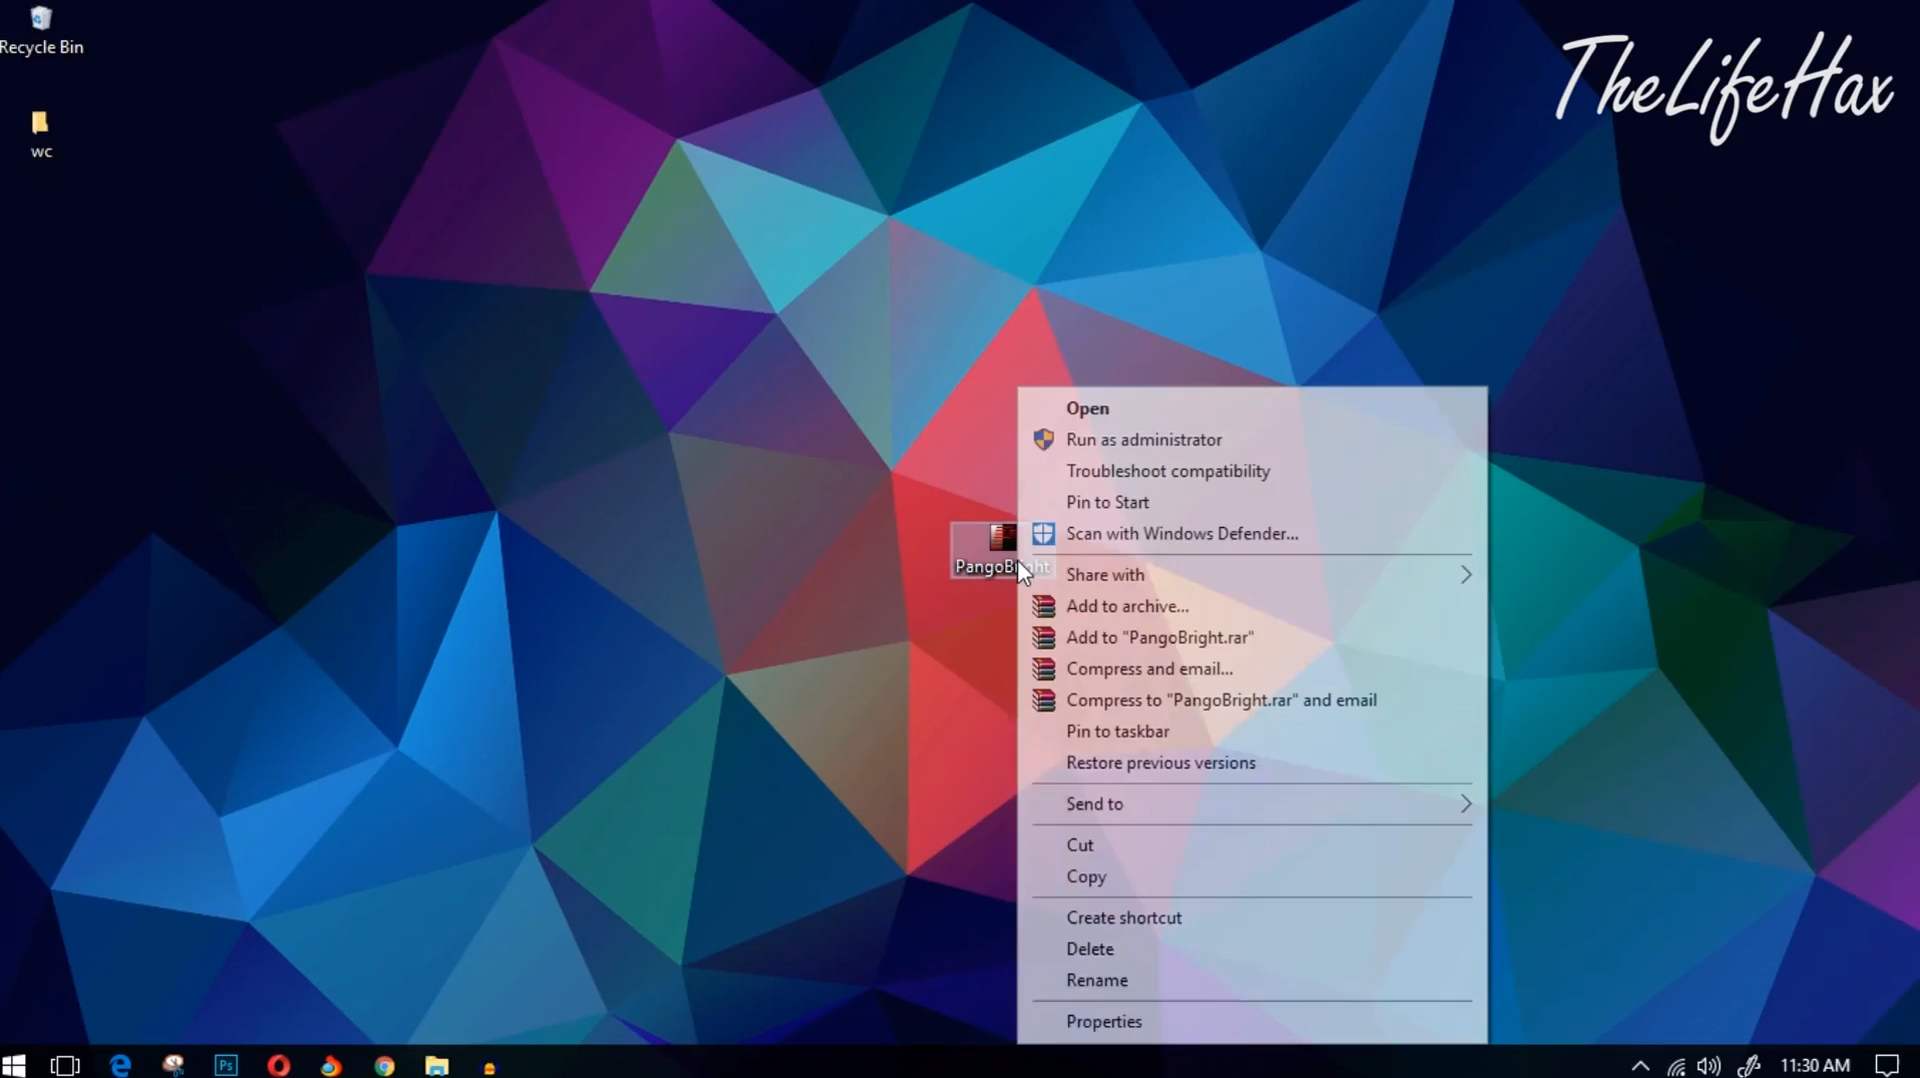 Recycle Bin
TheLifeHax
wc
Open
Run as administrator
Troubleshoot compatibility
Pin to Start
Scan with Windows Defender...
PangoBright
Share with
Add to archive...
Add to "PangoBright.rar"
Compress and email...
Compress to "PangoBright.rar" and email
Pin to taskbar
Restore previous versions
Send to
Cut
Copy
Create shortcut
Delete
Rename
Properties
Ps
11:30 AM